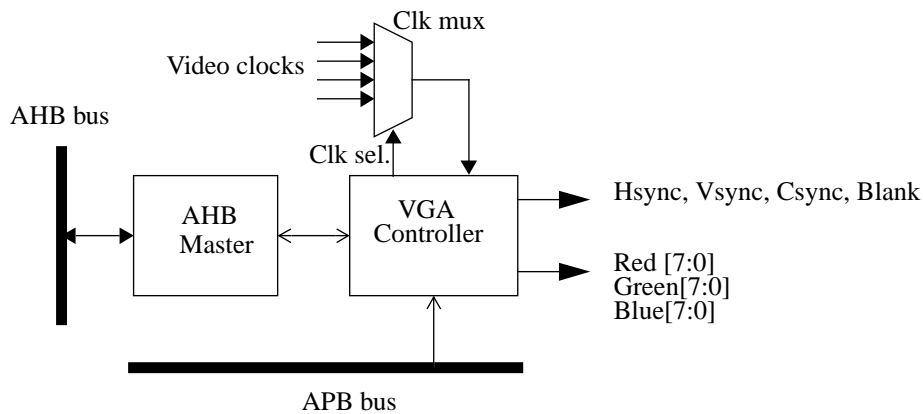 Clk mux
Video clocks
AHB bus
Clk sel.
AHB
Master
VGA
Controller
Hsync, Vsync, Csync, Blank
Red [7:0]
Green[7:0]
Blue[7:0]
APB bus